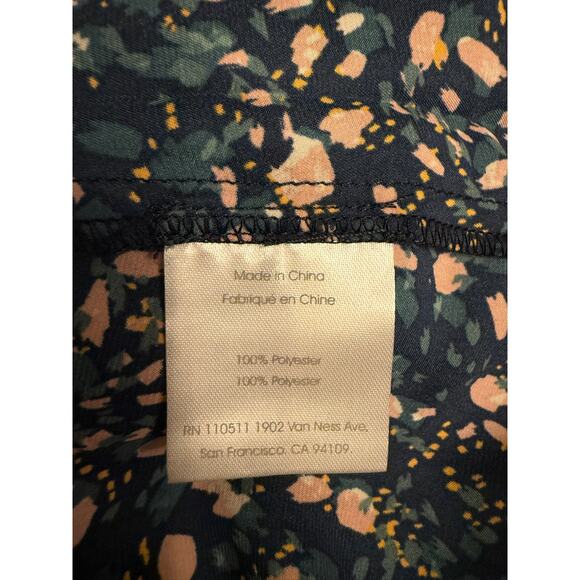 Made in China
Fabriqué en Chine
100% Polyester
100% Polyester
RN 110511 1902 Van Ness Ave,
San Francisco, CA 94109.